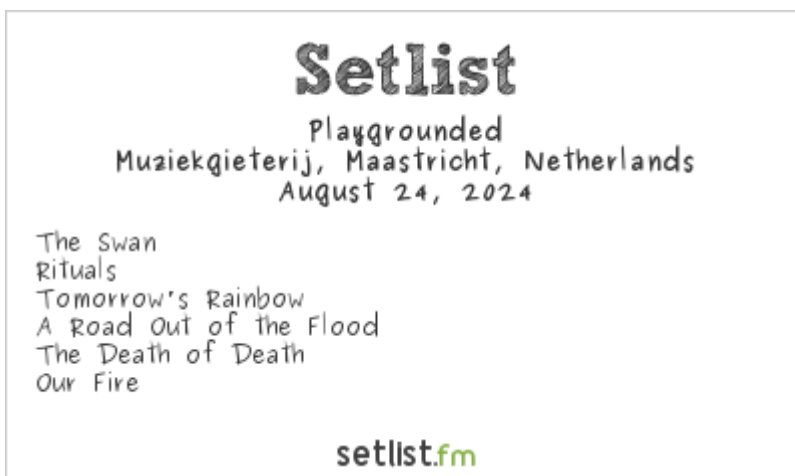 Setlist
Playgrounded
Muziekgieterij, Maastricht, Netherlands
August 24, 2024
The Swan
Rituals
Tomorrow's Rainbow
A Road Out of the Flood
The Death of Death
Our Fire
setlist.fm